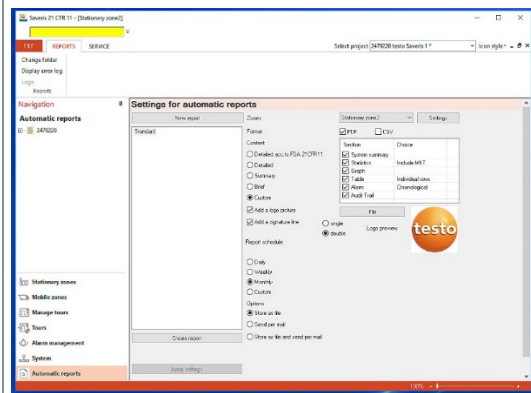 Saveris 21 CFR 11 - [Stationary zone2]
FILE REPORTS SERVICE
Select project 2479220 testo Saveris 1 * Icon style
Change folder
Display error log
Logo
Reports
Navigation
Automatic reports
2479220
Stationary zones
Mobile zones
Manage tours
Tours
Alarm management
System
Automatic reports
Settings for automatic reports
New report
Standard
Create report
Apply settings
Zones Stationary zone2 Settings
Format PDF CSV
Content
Detailed acc.to FDA 21CFR11
Detailed
Summary
Brief
Custom
Section Choice
System summary
Statistics Include MKT
Graph
Table Individual rows
Alarm Chronological
Audit Trail
Add a logo picture
Add a signature line
File
single
double
Logo preview
testo
Report schedule
Daily
Weekly
Monthly
Custom
Options
Store as file
Send per mail
Store as file and send per mail
100%